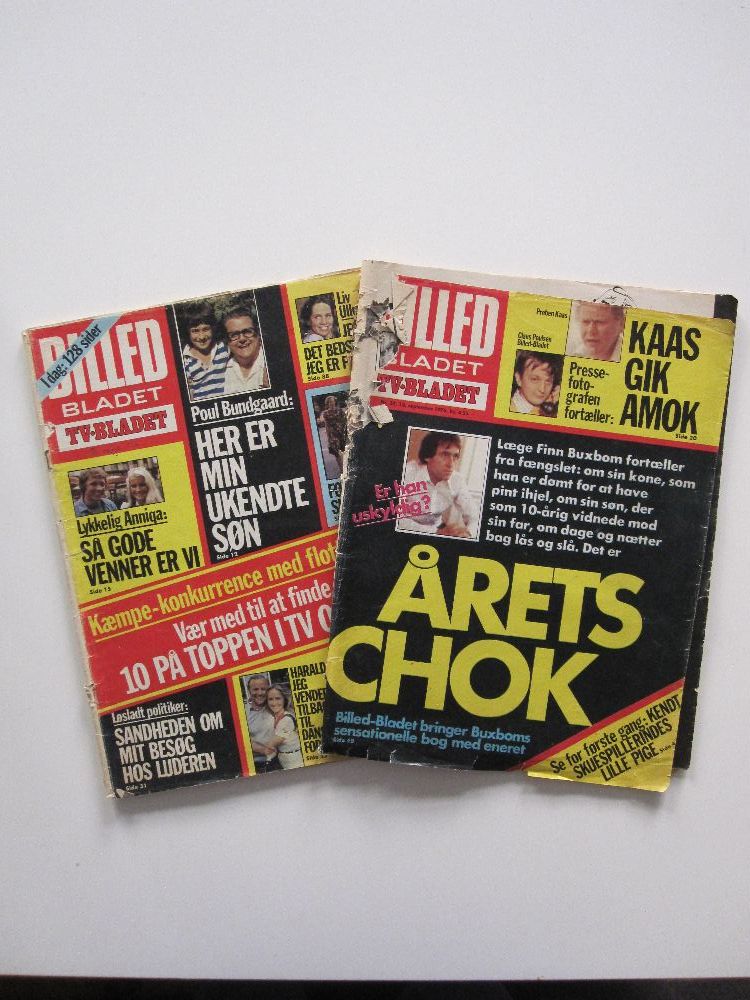 I dag: 128 sider
BILLED
BLADET
TV-BLADET
Poul Bundgaard:
HER ER
MIN
UKENDTE
SØN
Side 12
Liv
DET BEDS
JEG ER F
Side 88
Lykkelig Anniqa:
SÅ GODE
VENNER ER VI
Side 15
Kæmpe-konkurrence med flot
Vær med til at finde
10 PÅ TOPPEN I TV O
Løsladt politiker:
SANDHEDEN OM
MIT BESØG
HOS LUDEREN
Side 31
HARALD
JEG
VENDE
TILBA
TIL
DAN
FO
BILLED
BLADET
TV-BLADET
Preben Kaas
Claus Poulsen
Billed-Bladet
Presse-
foto-
grafen
fortæller:
KAAS
GIK
AMOK
Side 20
Er han
uskyldig?
Læge Finn Buxbom fortæller
fra fængslet: om sin kone, som
han er dømt for at have
pint ihjel, om sin søn, der
som 10-årig vidnede mod
sin far, om dage og nætter
bag lås og slå. Det er
ÅRETS
CHOK
Billed-Bladet bringer Buxboms
sensationelle bog med eneret
Se for første gang: KENDT
SKUESPILLERINDES
LILLE PIGE